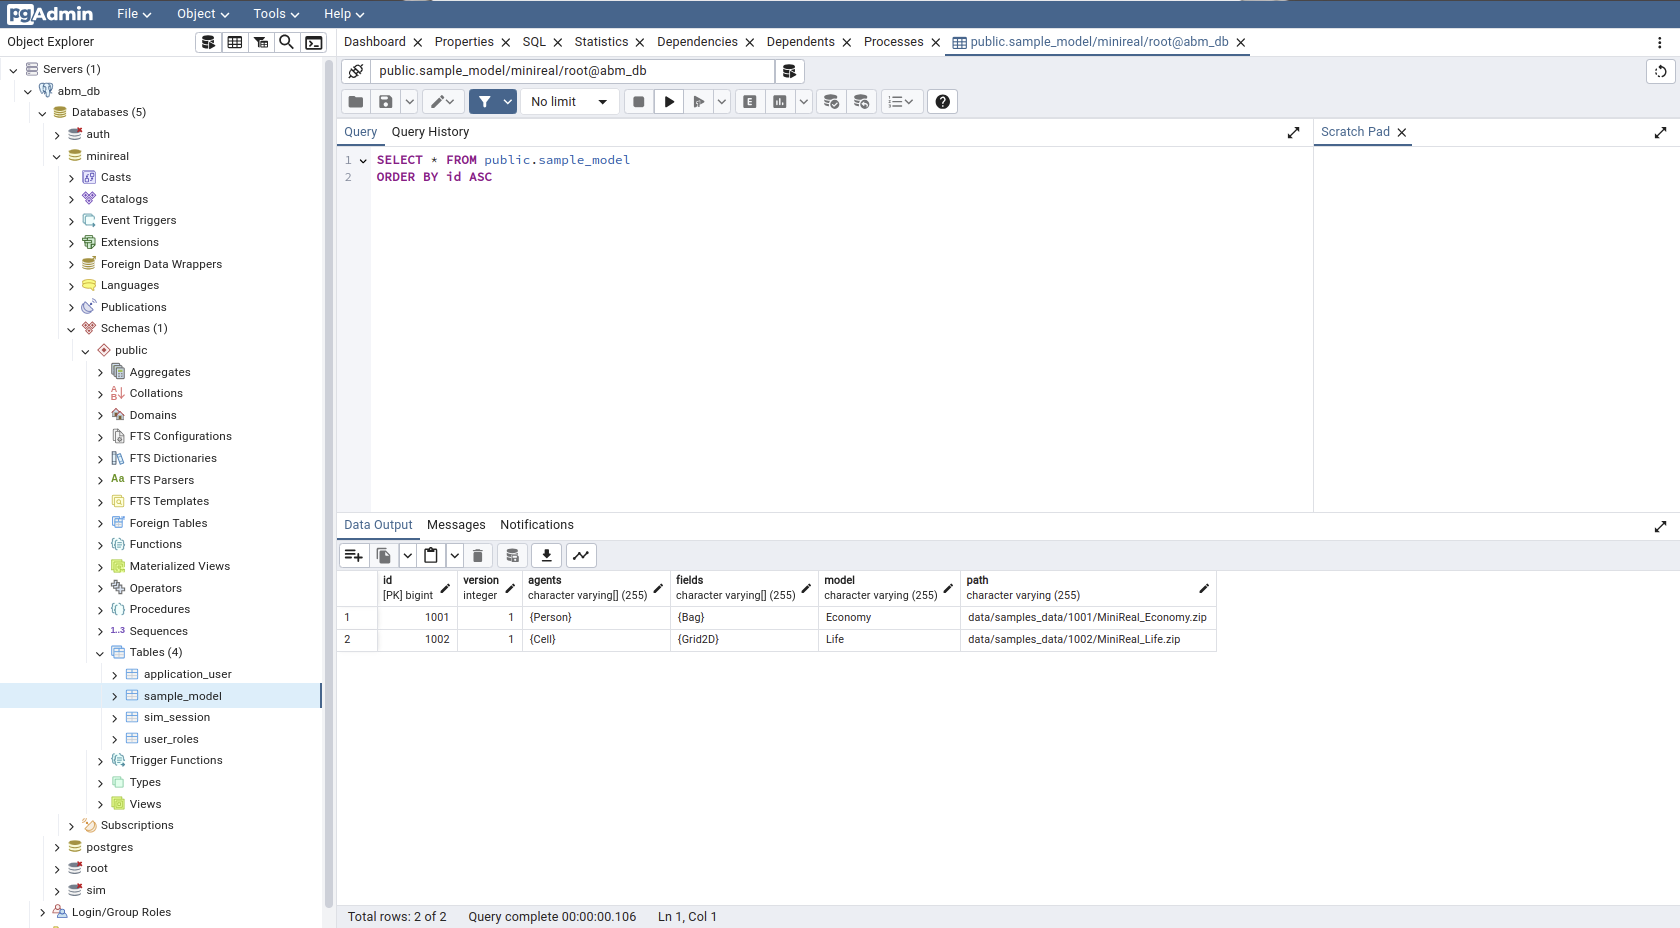 pgAdmin File Object Tools Help
Object Explorer
Dashboard Properties SQL Statistics Dependencies Dependents Processes public.sample_model/minireal/root@abm_db
Servers (1)
abm_db
Databases (5)
auth
minireal
Casts
Catalogs
Event Triggers
Extensions
Foreign Data Wrappers
Languages
Publications
Schemas (1)
public
Aggregates
Collations
Domains
FTS Configurations
FTS Dictionaries
Aa FTS Parsers
FTS Templates
Foreign Tables
Functions
Materialized Views
Operators
Procedures
1..3 Sequences
Tables (4)
application_user
sample_model
sim_session
user_roles
Trigger Functions
Types
Views
Subscriptions
postgres
root
sim
Login/Group Roles
public.sample_model/minireal/root@abm_db
No limit
E
Query Query History
Scratch Pad
1 SELECT * FROM public.sample_model
2 ORDER BY id ASC
Data Output Messages Notifications
id version agents fields model path
[PK] bigint integer character varying[] (255) character varying[] (255) character varying (255) character varying (255)
1 1001 1 {Person} {Bag} Economy data/samples_data/1001/MiniReal_Economy.zip
2 1002 1 {Cell} {Grid2D} Life data/samples_data/1002/MiniReal_Life.zip
Total rows: 2 of 2 Query complete 00:00:00.106 Ln 1, Col 1